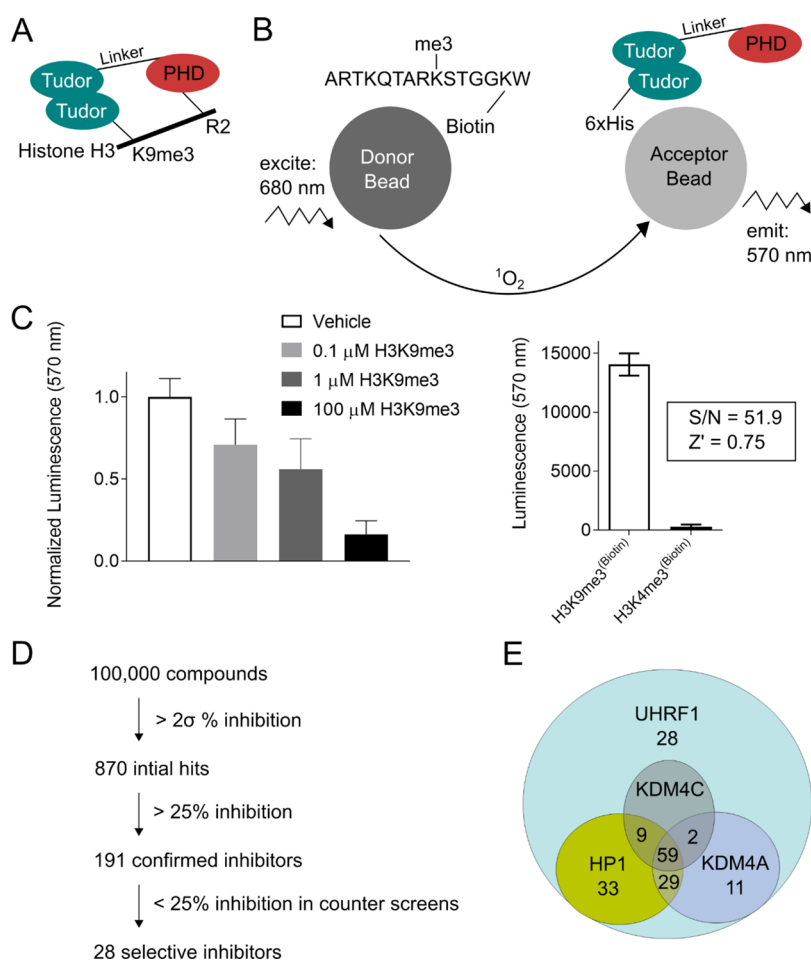 A
Linker
Tudor
PHD
Tudor
R2
Histone H3
K9me3
B
me3
ARTKQTARKSTGGKW
Biotin
Donor
Bead
excite:
680 nm
Linker
Tudor
PHD
Tudor
6xHis
Acceptor
Bead
emit:
570 nm
¹O₂
C
Normalized Luminescence (570 nm)
1.0
0.5
0.0
Vehicle
0.1 μM H3K9me3
1 μM H3K9me3
100 μM H3K9me3
Luminescence (570 nm)
15000
10000
5000
0
H3K9me3(Biotin)
H3K4me3(Biotin)
S/N = 51.9
Z' = 0.75
D
100,000 compounds
> 2σ % inhibition
870 intial hits
> 25% inhibition
191 confirmed inhibitors
< 25% inhibition in counter screens
28 selective inhibitors
E
UHRF1
28
KDM4C
9
2
59
HP1
33
29
KDM4A
11